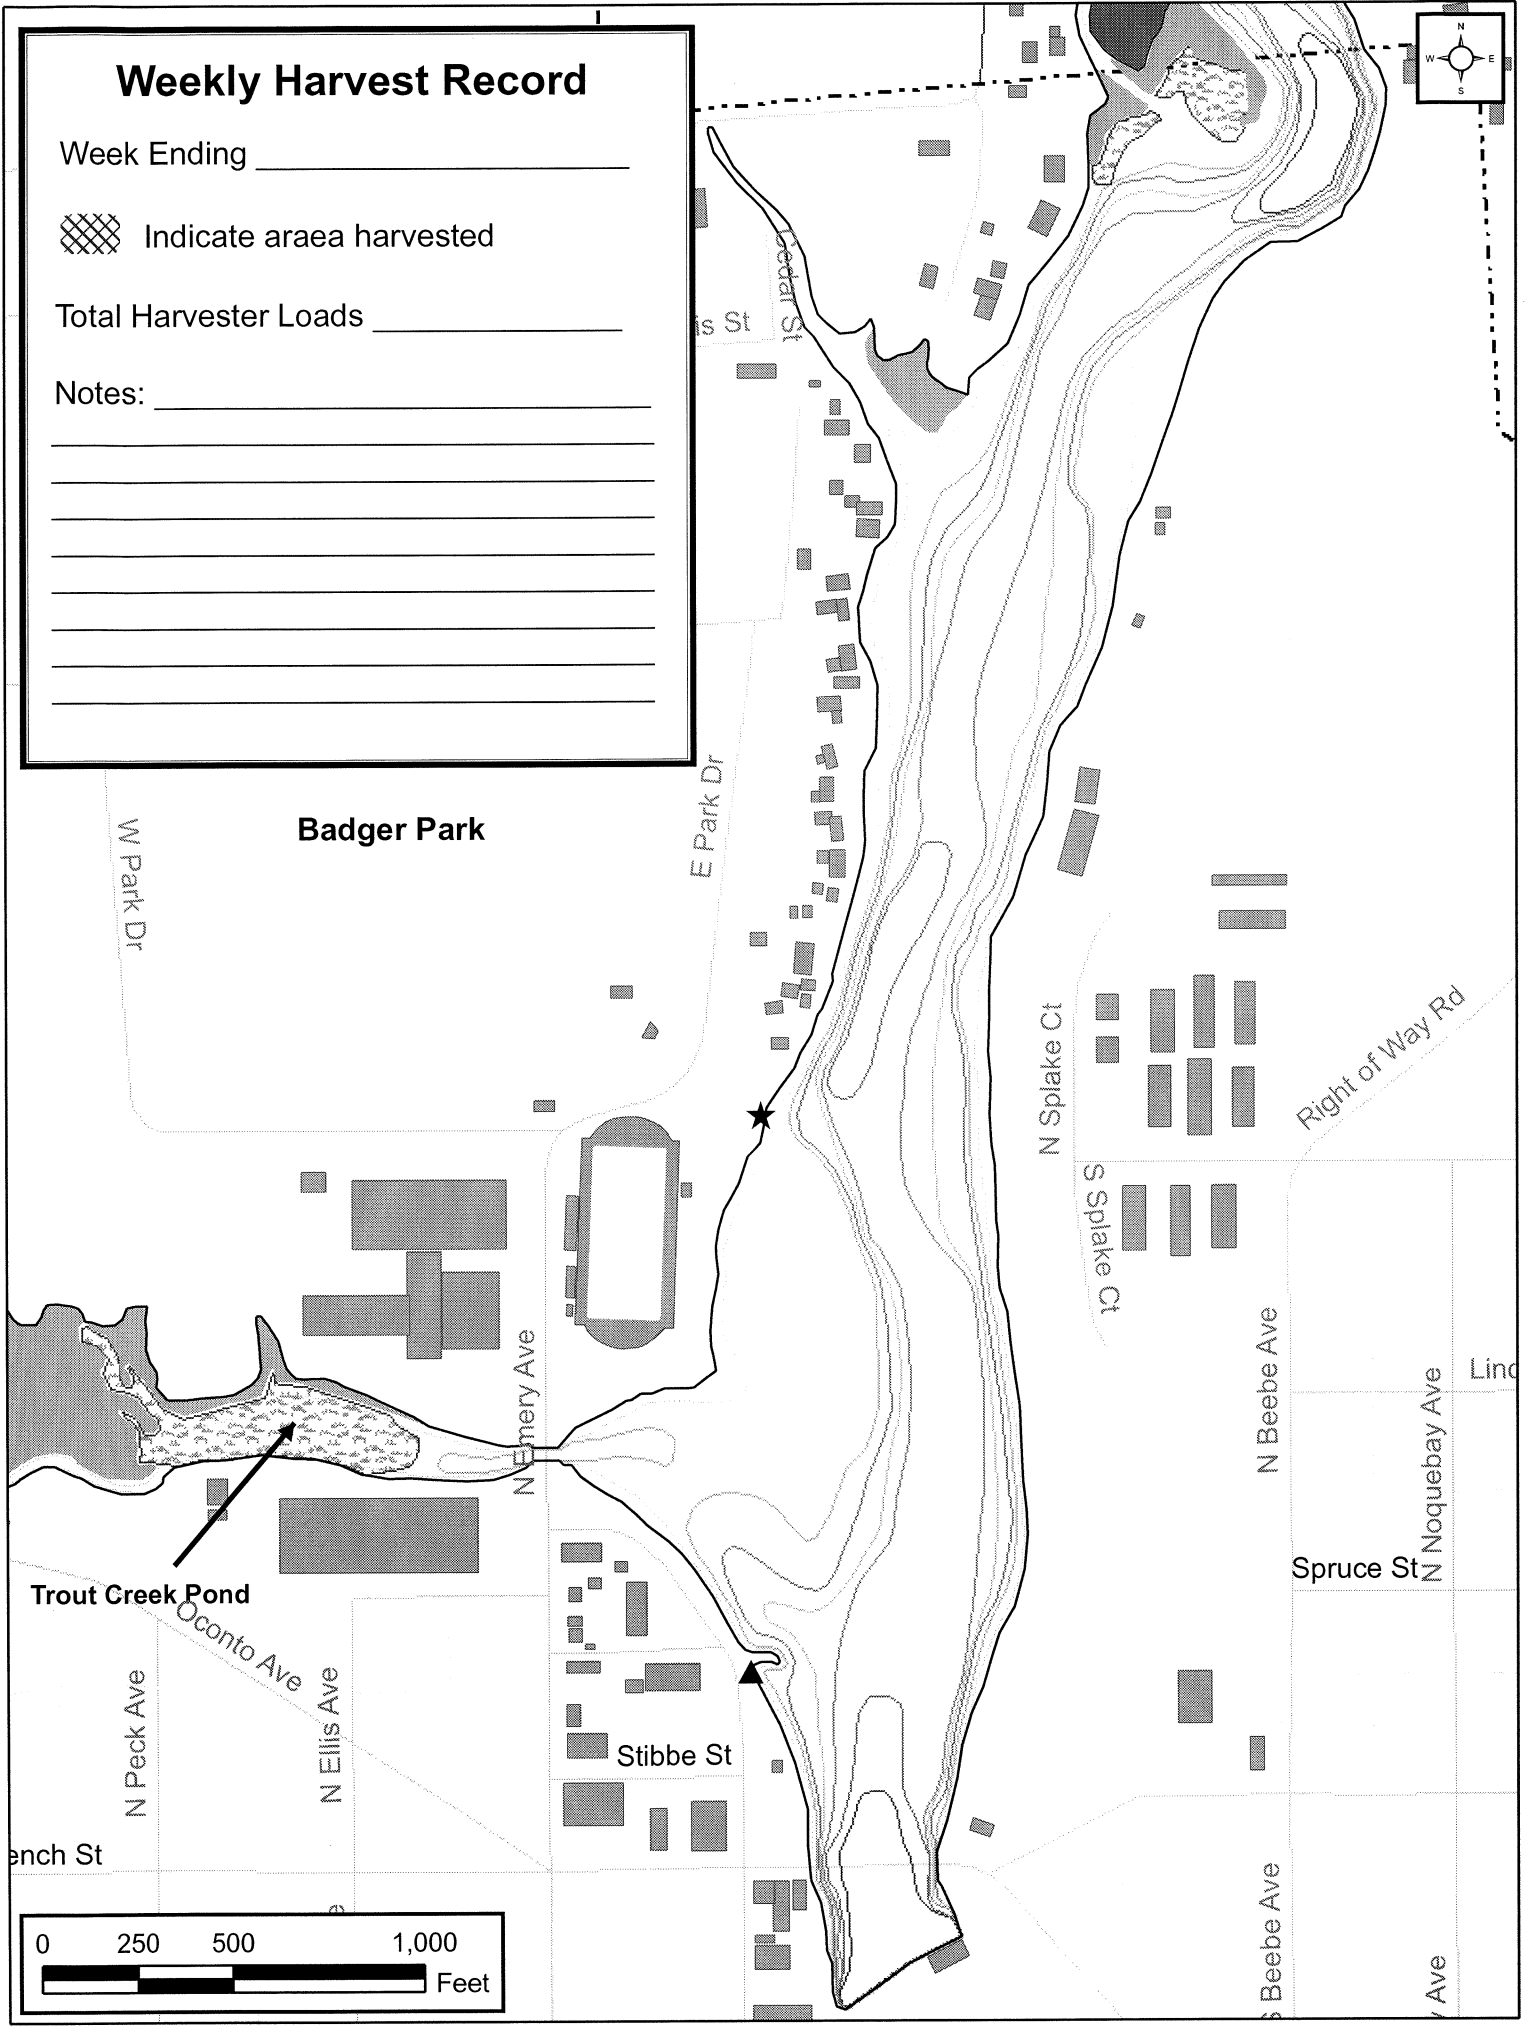 Weekly Harvest Record
Week Ending
Indicate araea harvested
Total Harvester Loads
Notes:
N
W E
S
Cedar St
is St
W Park Dr
Badger Park
E Park Dr
N Splake Ct
Right of Way Rd
S Splake Ct
N Emery Ave
N Beebe Ave
N Noquebay Ave
Linc
Spruce St
Trout Creek Pond
Oconto Ave
N Peck Ave
N Ellis Ave
Stibbe St
ench St
e
S Beebe Ave
y Ave
0 250 500 1,000
Feet